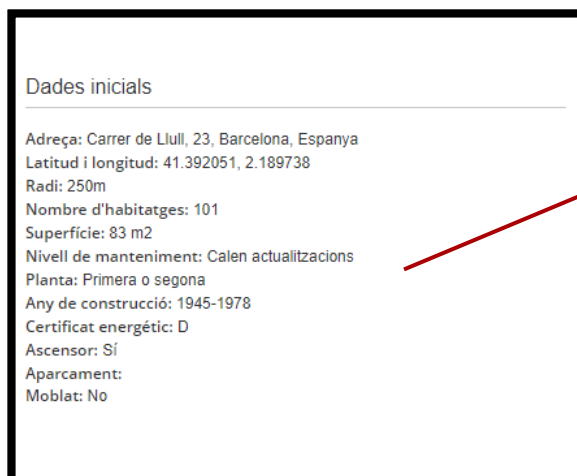 Dades inicials
Adreça: Carrer de Llull, 23, Barcelona, Espanya
Latitud i longitud: 41.392051, 2.189738
Radi: 250m
Nombre d'habitatges: 101
Superfície: 83 m2
Nivell de manteniment: Calen actualitzacions
Planta: Primera o segona
Any de construcció: 1945-1978
Certificat energétic: D
Ascensor: Sí
Aparcament:
Moblat: No